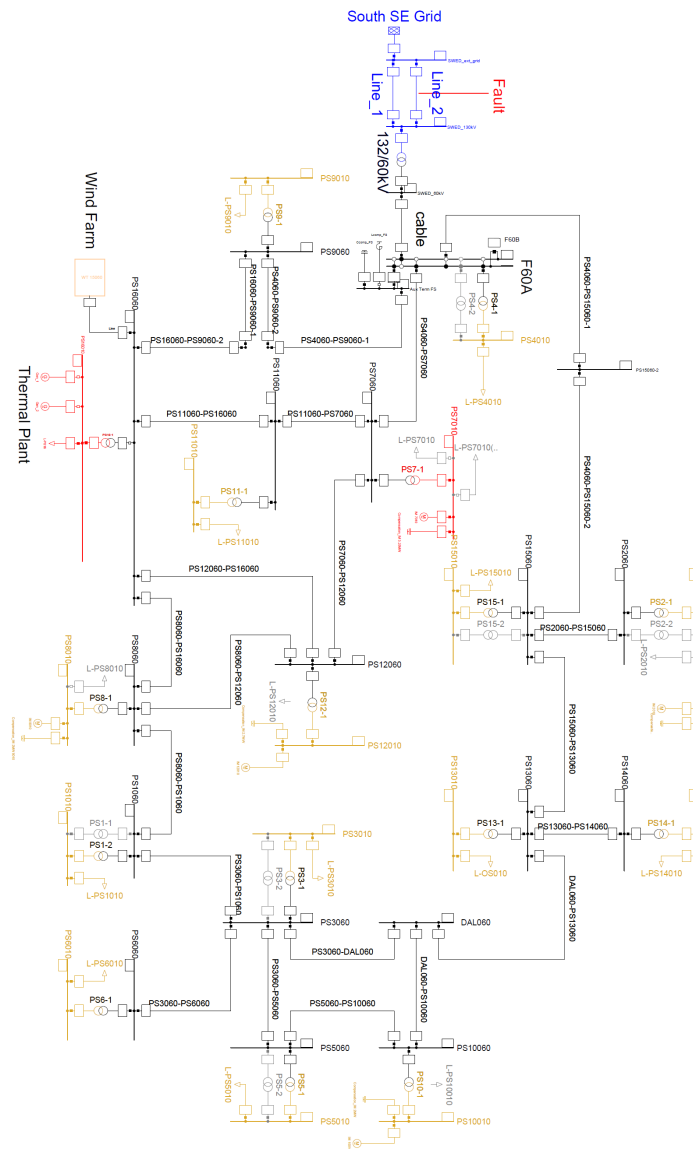 South SE Grid
SWED_ext_grid
Line_1
Line_2
Fault
SWED_130kV
132/60kV
SWED_60kV
cable
F60B
F60A
Wind Farm
PS9010
L-PS9010
PS9-1
PS9060
PS4-2
PS4-1
PS4010
L-PS4010
PS4060-PS15060-1
PS15060-2
PS16060
PS16060-PS9060-2
PS16060-PS9060-1
PS4060-PS9060-2
PS4060-PS9060-1
PS4060-PS7060
PS4060-PS15060-2
Thermal Plant
PS11060-PS16060
PS11060
PS11060-PS7060
PS7060
PS7010
L-PS7010
L-PS7010(..
PS7-1
PS11010
PS11-1
L-PS11010
PS7060-PS12060
PS15010
L-PS15010
PS15-1
PS15-2
PS15060
PS2060
PS2060-PS15060
PS2-1
PS2-2
L-PS2010
PS12060-PS16060
PS8060-PS16060
PS8060-PS12060
PS12060
PS12-1
L-PS12010
PS12010
PS8010
L-PS8010
PS8-1
PS8060
PS8060-PS1060
PS15060-PS13060
PS1010
PS1-1
PS1-2
L-PS1010
PS1060
PS3060-PS1060
PS13010
PS13-1
L-OS010
PS13060
PS13060-PS14060
PS14060
PS14-1
L-PS14010
DAL060-PS13060
PS3010
PS3-2
PS3-1
L-PS3010
PS3060
PS3060-DAL060
DAL060
PS6010
L-PS6010
PS6-1
PS6060
PS3060-PS6060
PS3060-PS5060
PS5060-PS10060
DAL060-PS10060
PS5060
PS10060
L-PS5010
PS5-2
PS5-1
PS5010
PS10-1
L-PS10010
PS10010